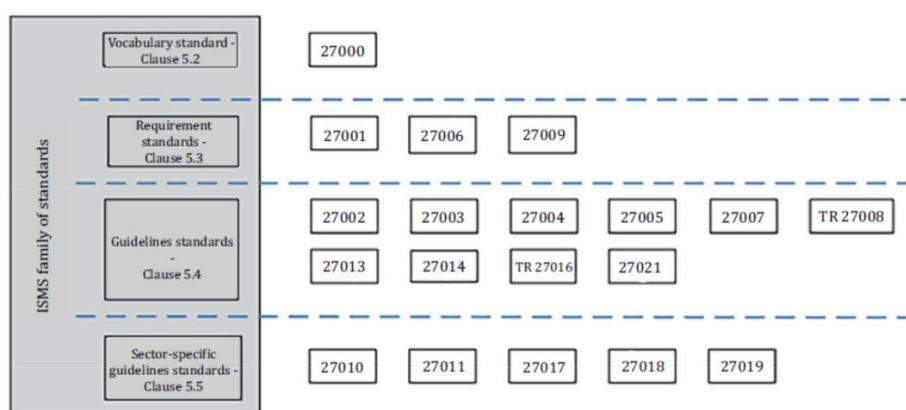 ISMS family of standards
Vocabulary standard -
Clause 5.2
27000
Requirement
standards -
Clause 5.3
27001 27006 27009
Guidelines standards
-
Clause 5.4
27002 27003 27004 27005 27007 TR 27008
27013 27014 TR 27016 27021
Sector-specific
guidelines standards -
Clause 5.5
27010 27011 27017 27018 27019